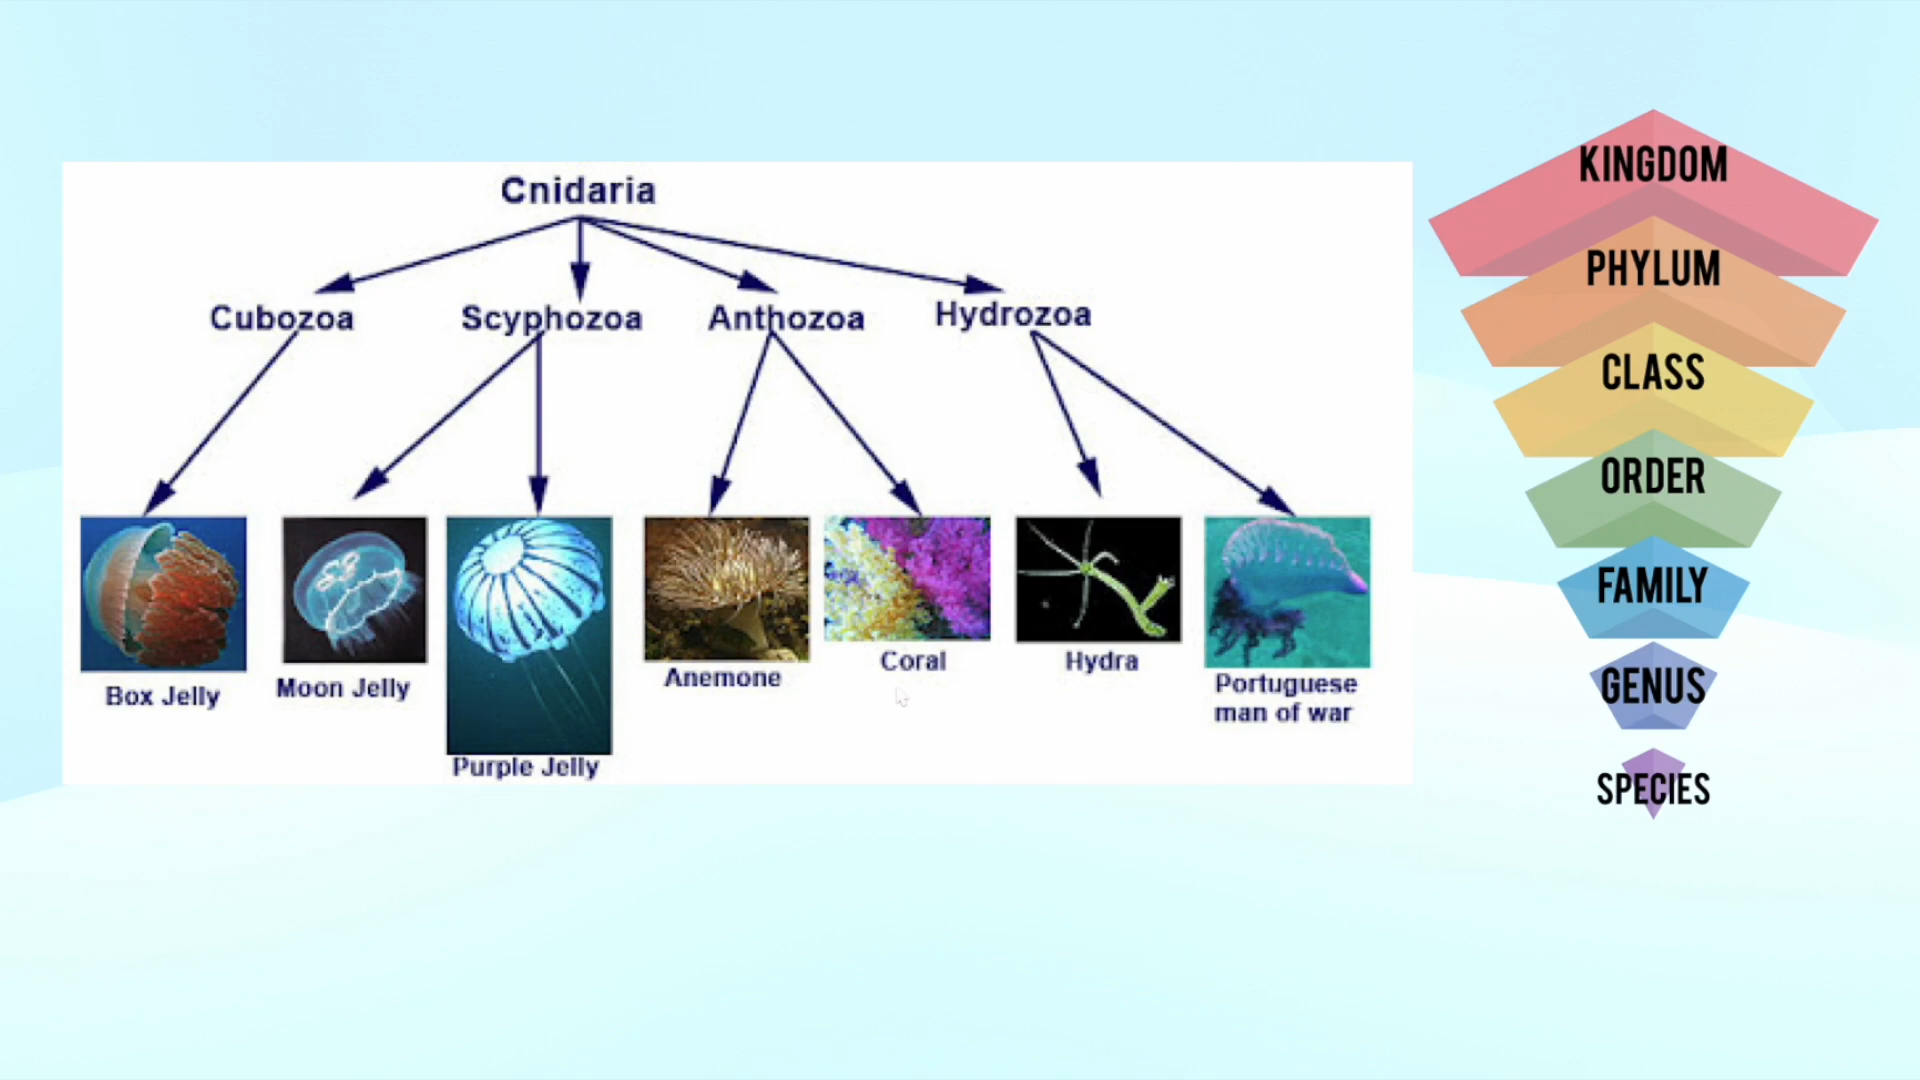 Cnidaria
Cubozoa
Scyphozoa
Anthozoa
Hydrozoa
Box Jelly
Moon Jelly
Purple Jelly
Anemone
Coral
Hydra
Portuguese
man of war
KINGDOM
PHYLUM
CLASS
ORDER
FAMILY
GENUS
SPECIES